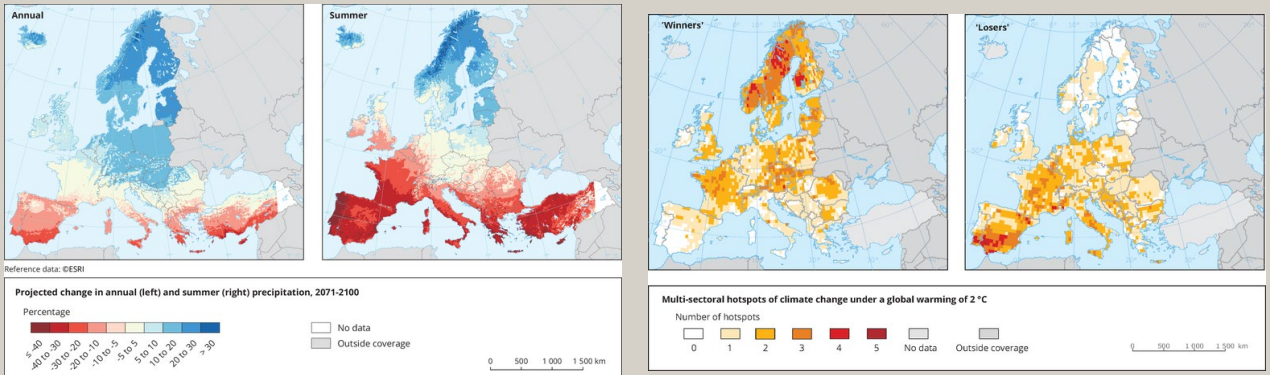 Annual
Summer
Reference data: ©ESRI
Projected change in annual (left) and summer (right) precipitation, 2071-2100
Percentage
≤ -40
-40 to -30
-30 to -20
-20 to -10
-10 to -5
-5 to 5
5 to 10
10 to 20
20 to 30
> 30
No data
Outside coverage
0 500 1 000 1 500 km
'Winners'
'Losers'
Multi-sectoral hotspots of climate change under a global warming of 2 °C
Number of hotspots
0 1 2 3 4 5 No data Outside coverage
0 500 1 000 1 500 km